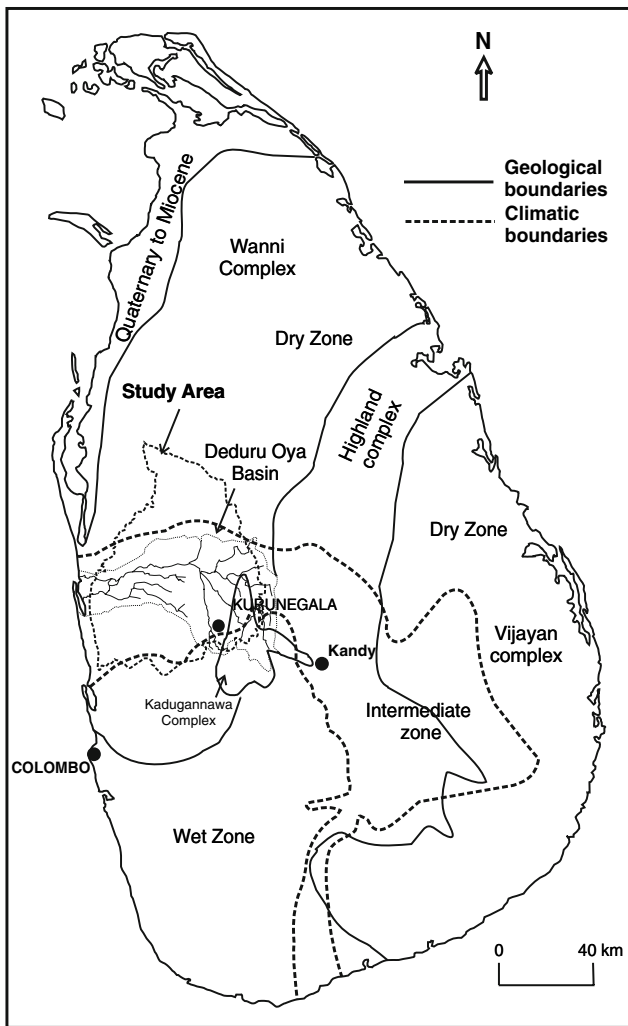 N
Geological
boundaries
Climatic
boundaries
Quaternary to Miocene
Wanni
Complex
Dry Zone
Study Area
Highland
complex
Deduru Oya
Basin
Dry Zone
KURUNEGALA
Vijayan
complex
Kandy
Kadugannawa
Complex
Intermediate
zone
COLOMBO
Wet Zone
0 40 km